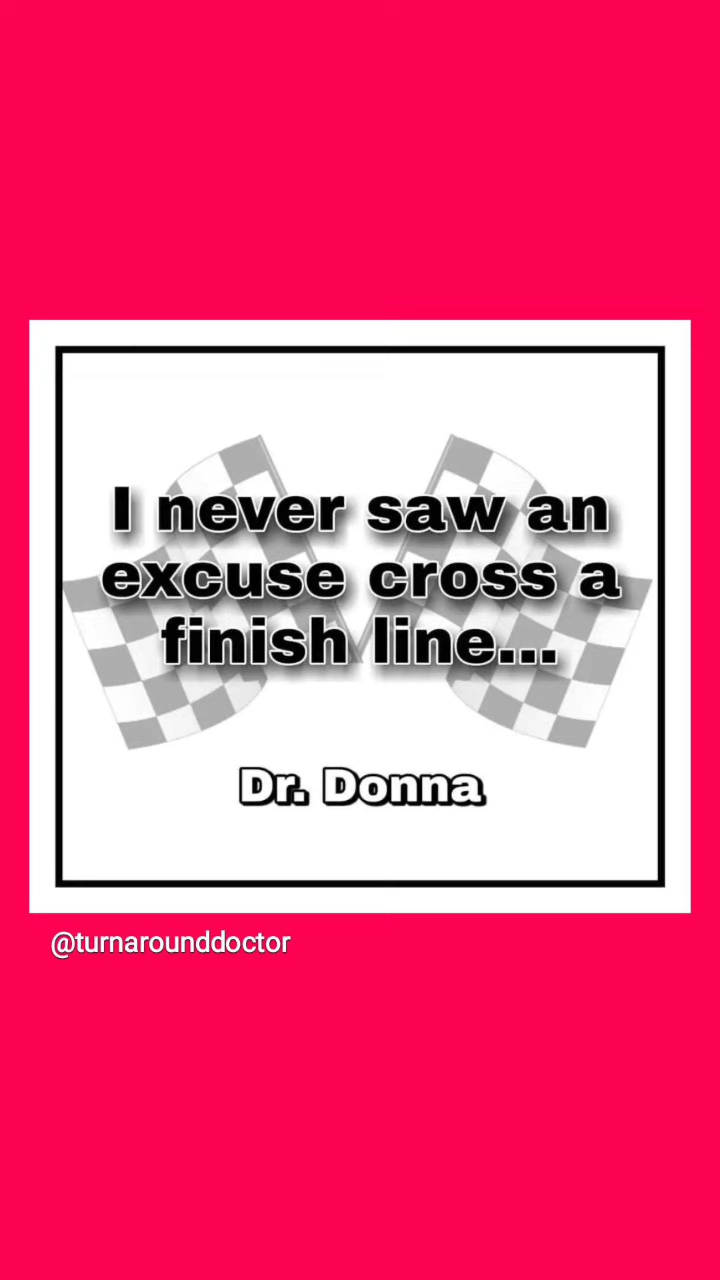 I never saw an
excuse cross a
finish line...
Dr. Donna
@turnarounddoctor